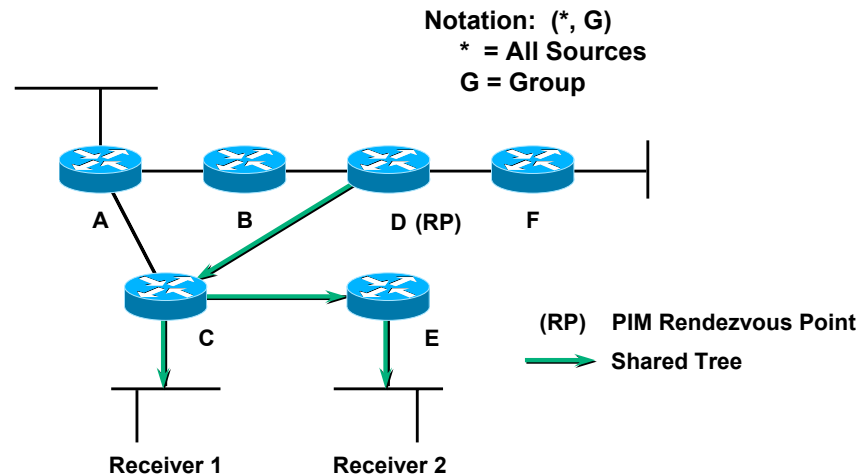 Notation: (*, G)
* = All Sources
G = Group
A
B
D (RP)
F
C
E
(RP) PIM Rendezvous Point
Shared Tree
Receiver 1
Receiver 2